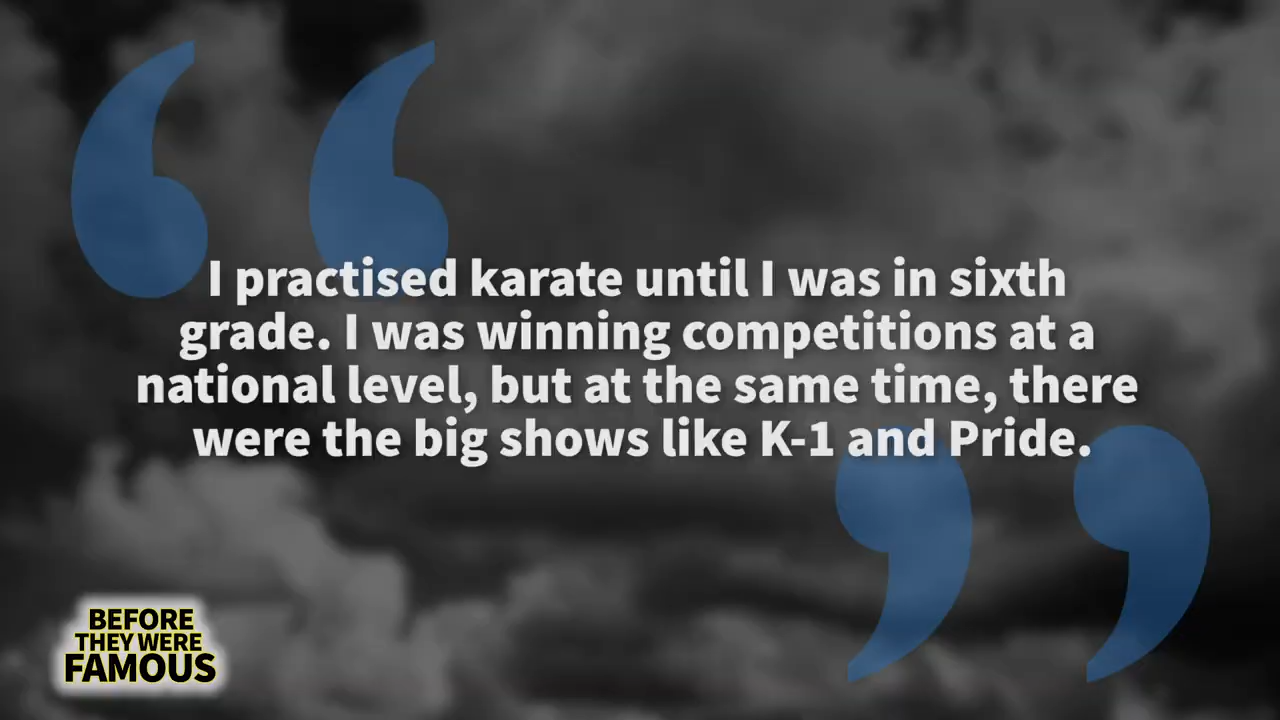 I practised karate until I was in sixth
grade. I was winning competitions at a
national level, but at the same time, there
were the big shows like K-1 and Pride.
BEFORE
THEY WERE
FAMOUS